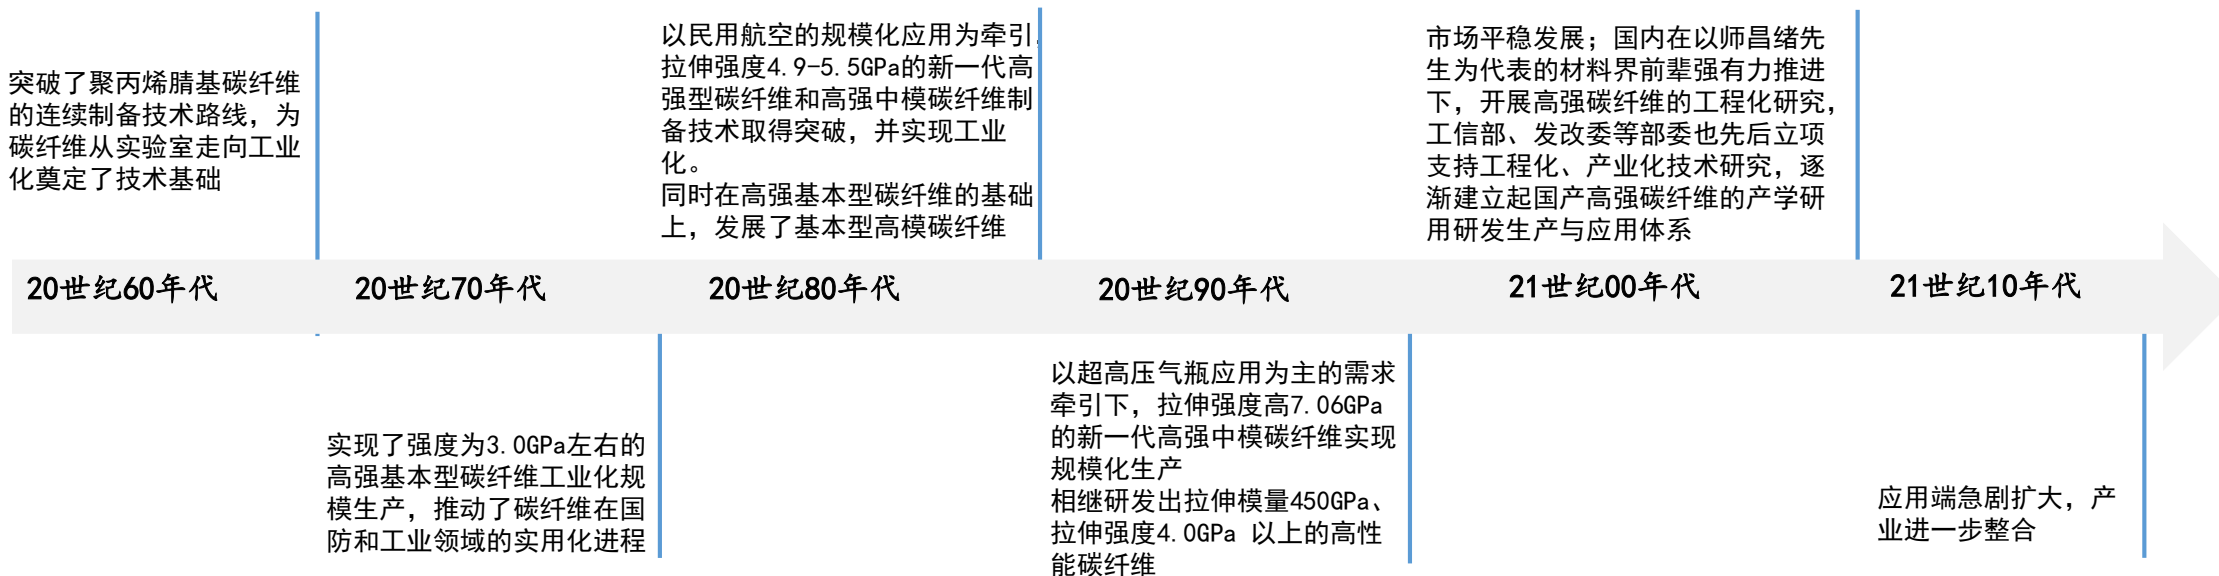 突破了聚丙烯腈基碳纤维
的连续制备技术路线，为
碳纤维从实验室走向工业
化奠定了技术基础
以民用航空的规模化应用为牵引，
拉伸强度4.9-5.5GPa的新一代高
强型碳纤维和高强中模碳纤维制
备技术取得突破，并实现工业
化。
同时在高强基本型碳纤维的基础
上，发展了基本型高模碳纤维
市场平稳发展；国内在以师昌绪先
生为代表的材料界前辈强有力推进
下，开展高强碳纤维的工程化研究，
工信部、发改委等部委也先后立项
支持工程化、产业化技术研究，逐
渐建立起国产高强碳纤维的产学研
用研发生产与应用体系
20世纪60年代
20世纪70年代
20世纪80年代
20世纪90年代
21世纪00年代
21世纪10年代
实现了强度为3.0GPa左右的
高强基本型碳纤维工业化规
模生产，推动了碳纤维在国
防和工业领域的实用化进程
以超高压气瓶应用为主的需求
牵引下，拉伸强度高7.06GPa
的新一代高强中模碳纤维实现
规模化生产
相继研发出拉伸模量450GPa、
拉伸强度4.0GPa 以上的高性
能碳纤维
应用端急剧扩大，产
业进一步整合